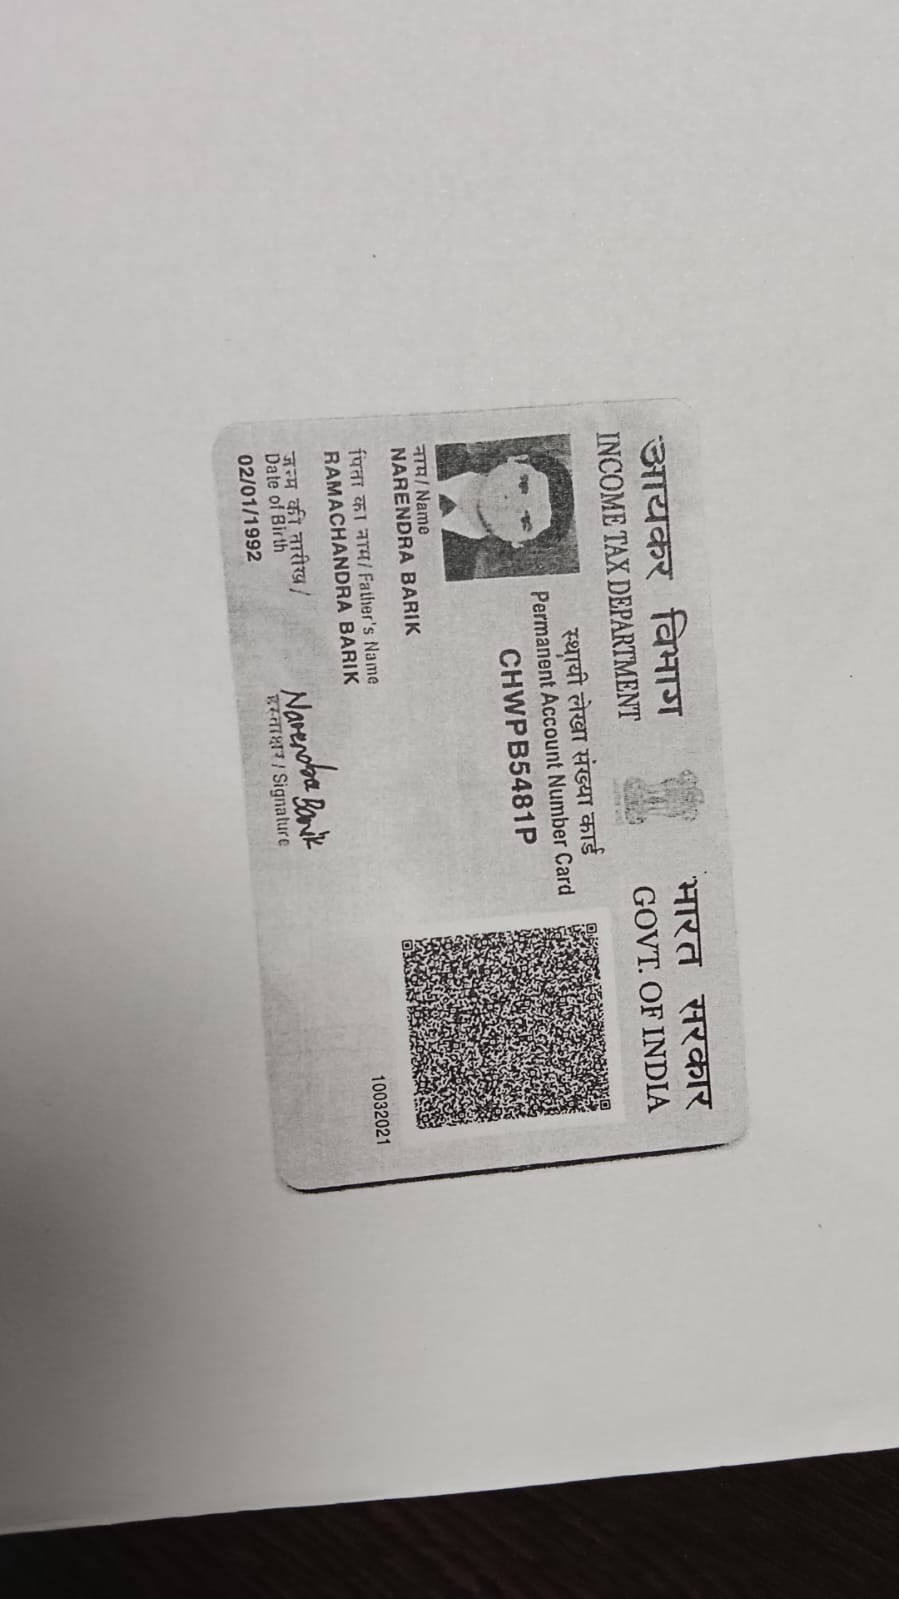 आयकर विभाग
INCOME TAX DEPARTMENT
भारत सरकार
GOVT. OF INDIA
स्थायी लेखा संख्या कार्ड
Permanent Account Number Card
CHWPB5481P
नाम / Name
NARENDRA BARIK
पिता का नाम / Father's Name
RAMACHANDRA BARIK
जन्म की तारीख /
Date of Birth
02/01/1992
Narendra Barik
हस्ताक्षर / Signature
10032021